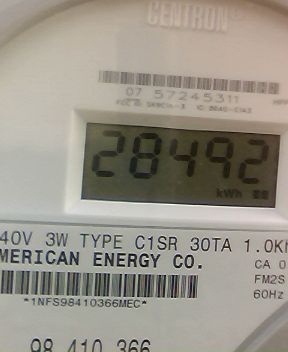 CENTRON®
07 57245311
28492
kWh
40V 3W TYPE C1SR 30TA 1.0K
MERICAN ENERGY CO.
CA 0
FM2S
60Hz
*1NFS98410366MEC*
98 410 366